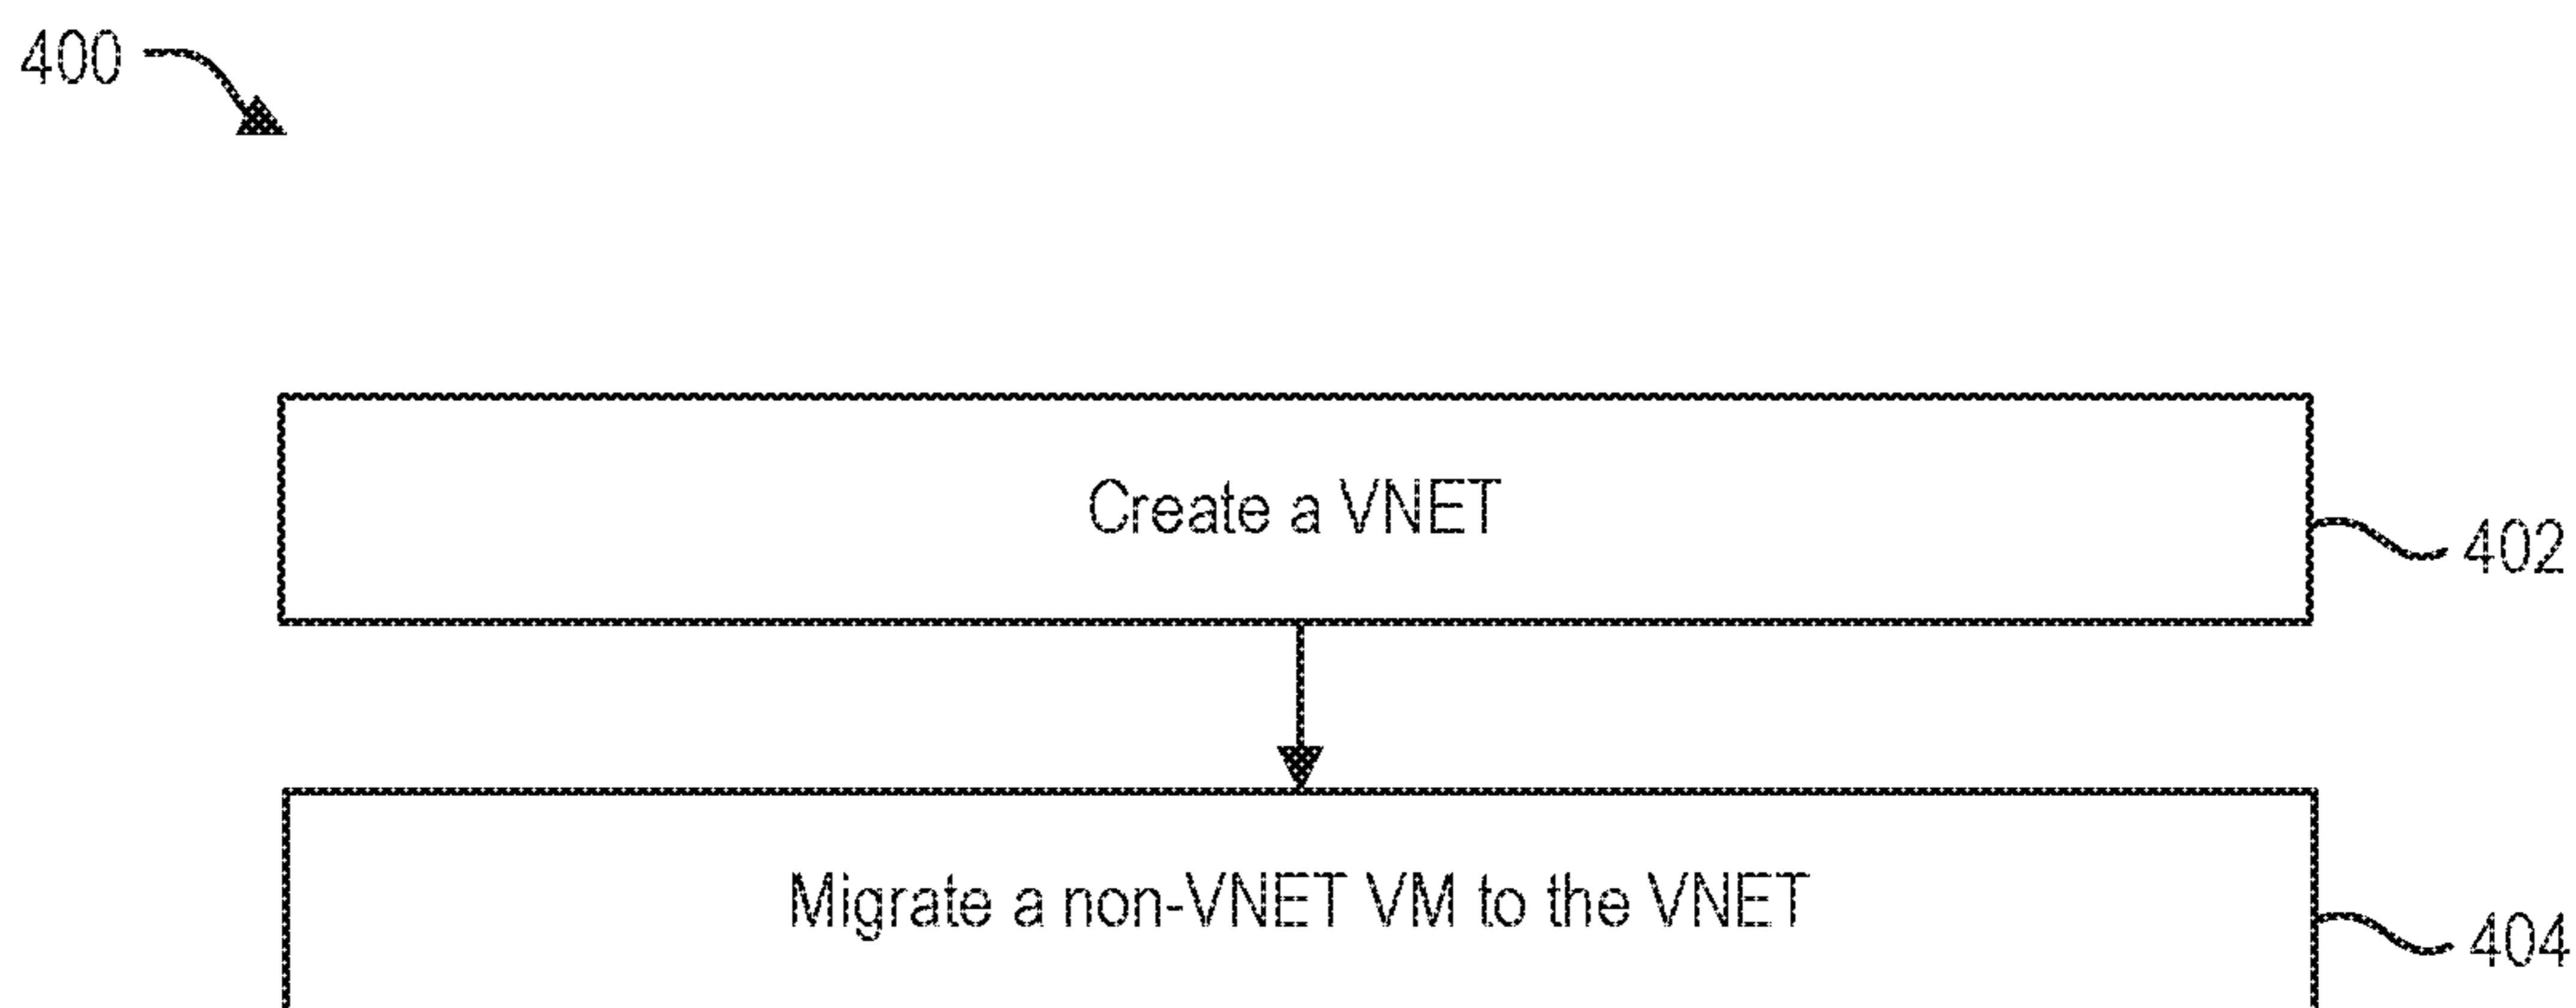 400
Create a VNET
402
Migrate a non-VNET VM to the VNET
404